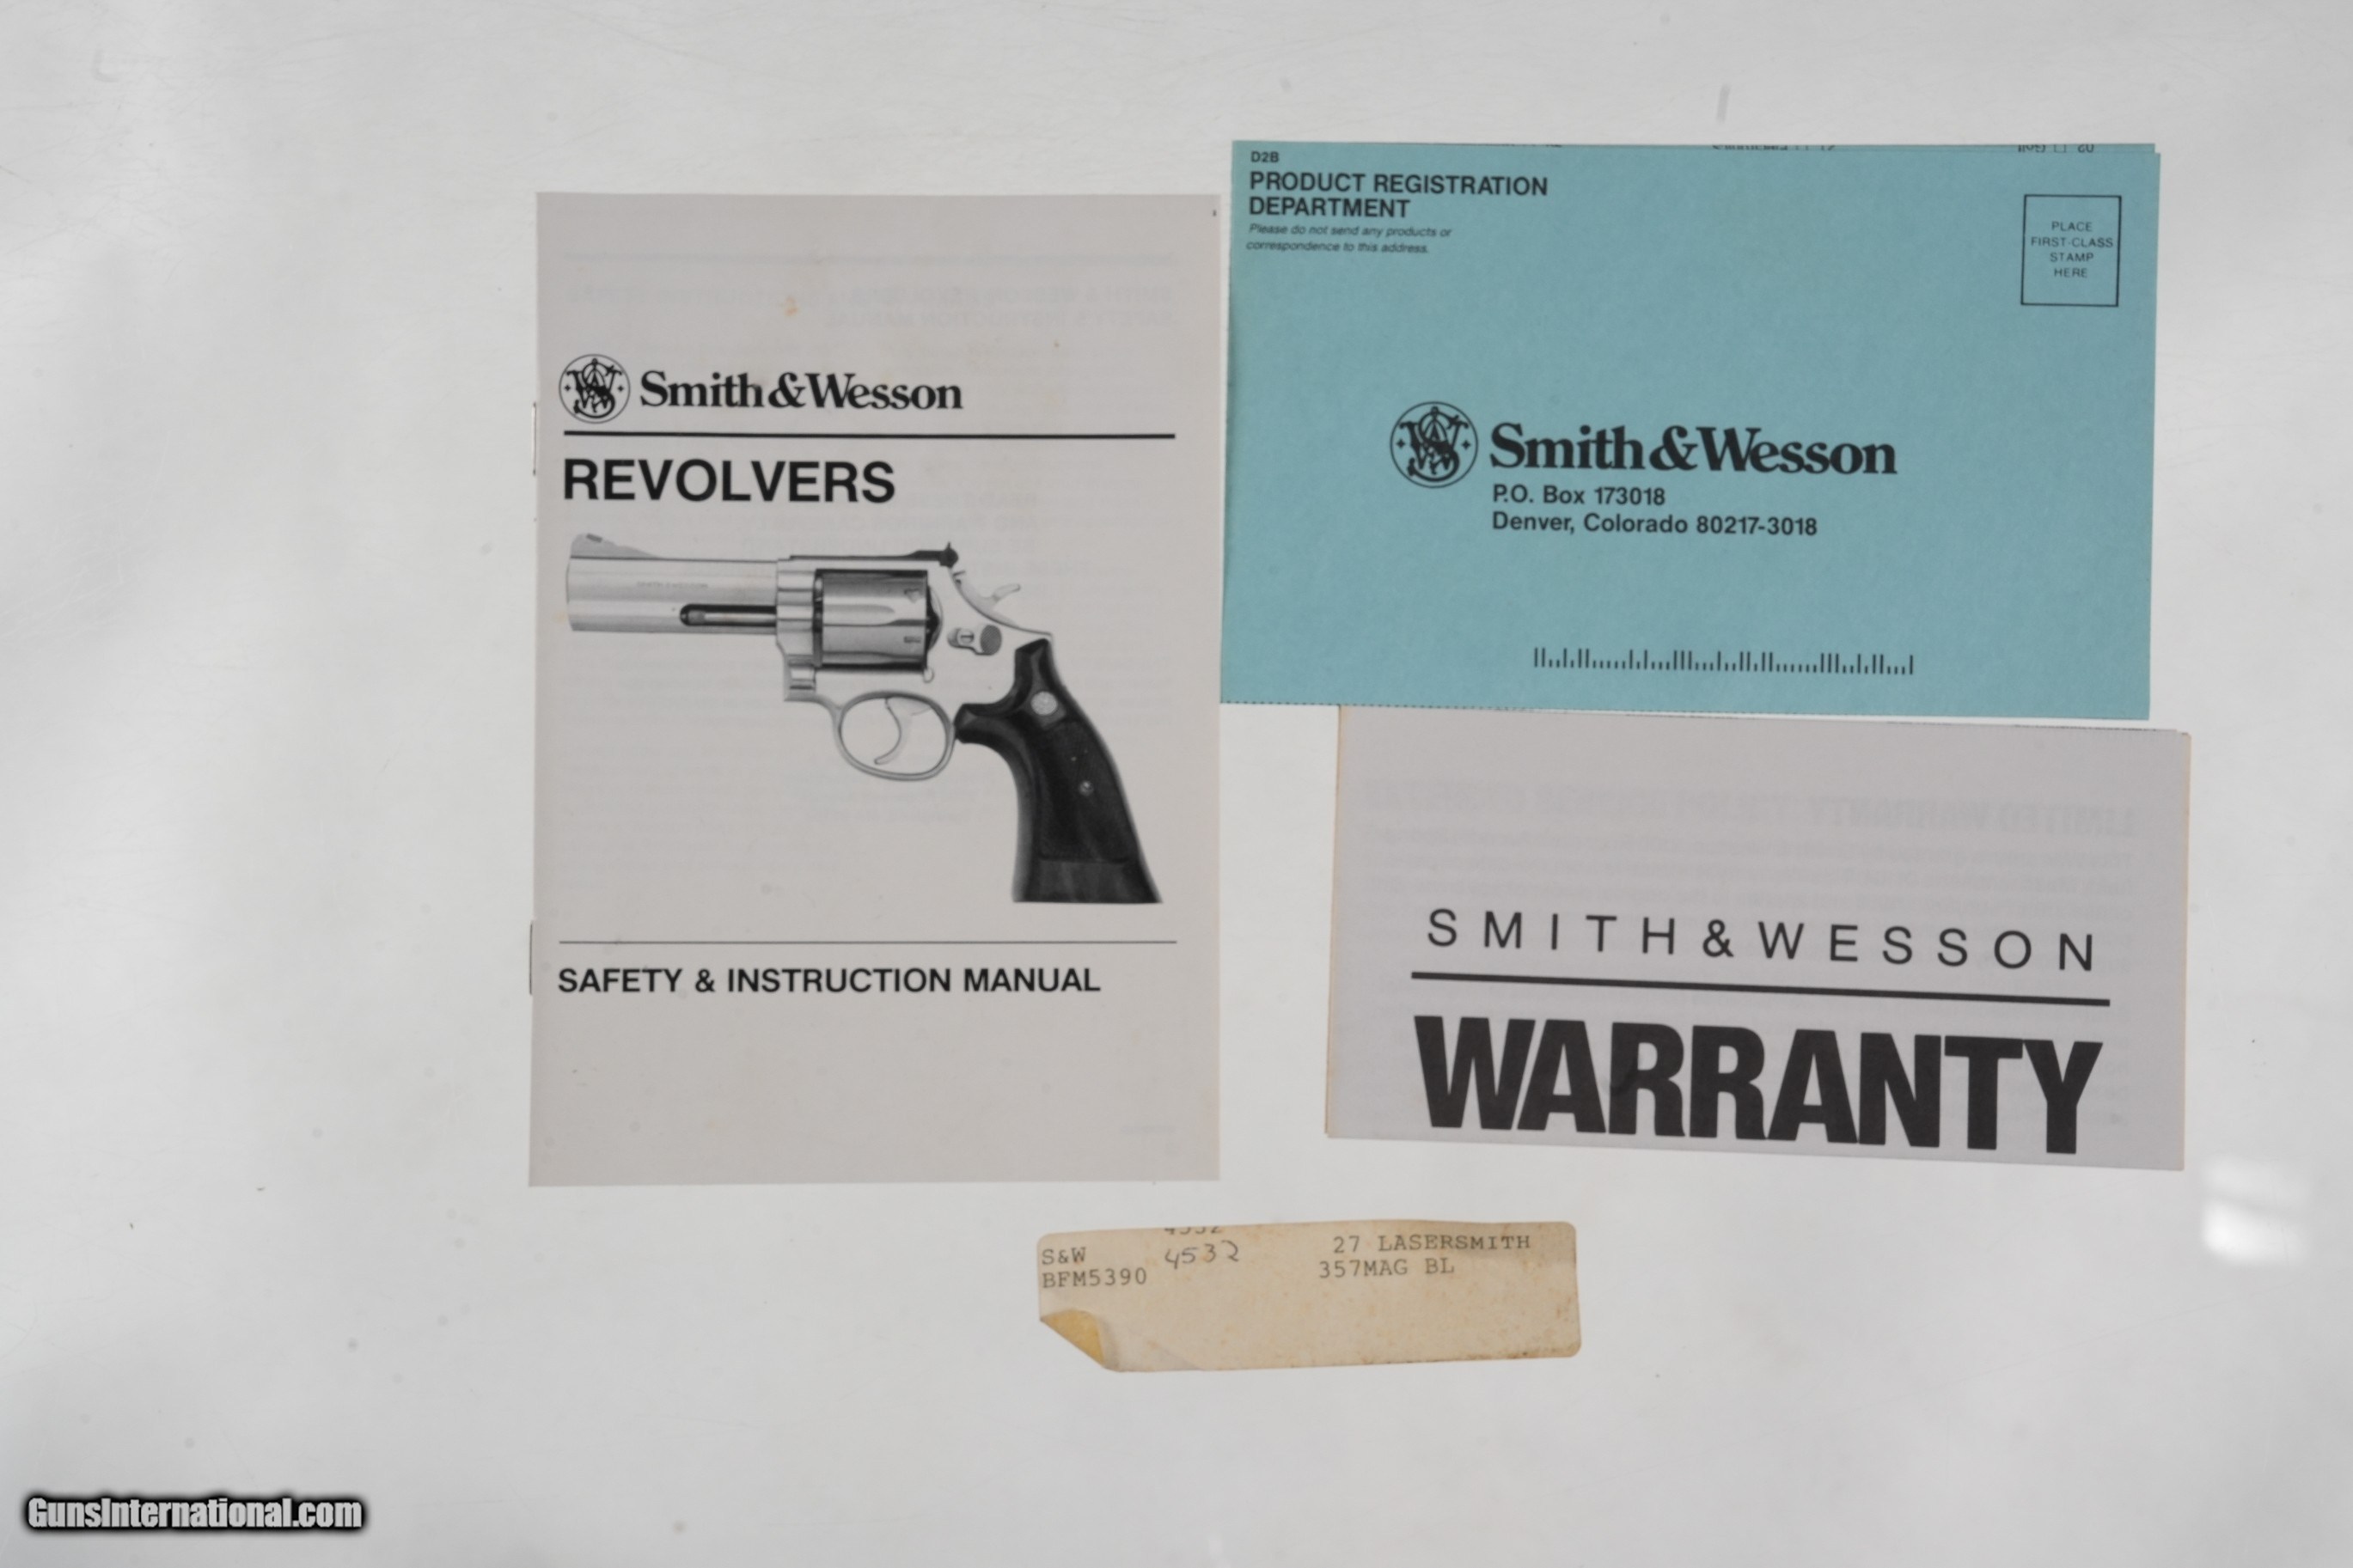 Smith & Wesson
REVOLVERS
SAFETY & INSTRUCTION MANUAL
D2B
PRODUCT REGISTRATION
DEPARTMENT
Please do not send any products or
correspondence to this address.
PLACE
FIRST-CLASS
STAMP
HERE
Smith & Wesson
P.O. Box 173018
Denver, Colorado 80217-3018
SMITH & WESSON
WARRANTY
S&W 4532 27 LASERSMITH
BFM5390 357MAG BL
GunsInternational.com